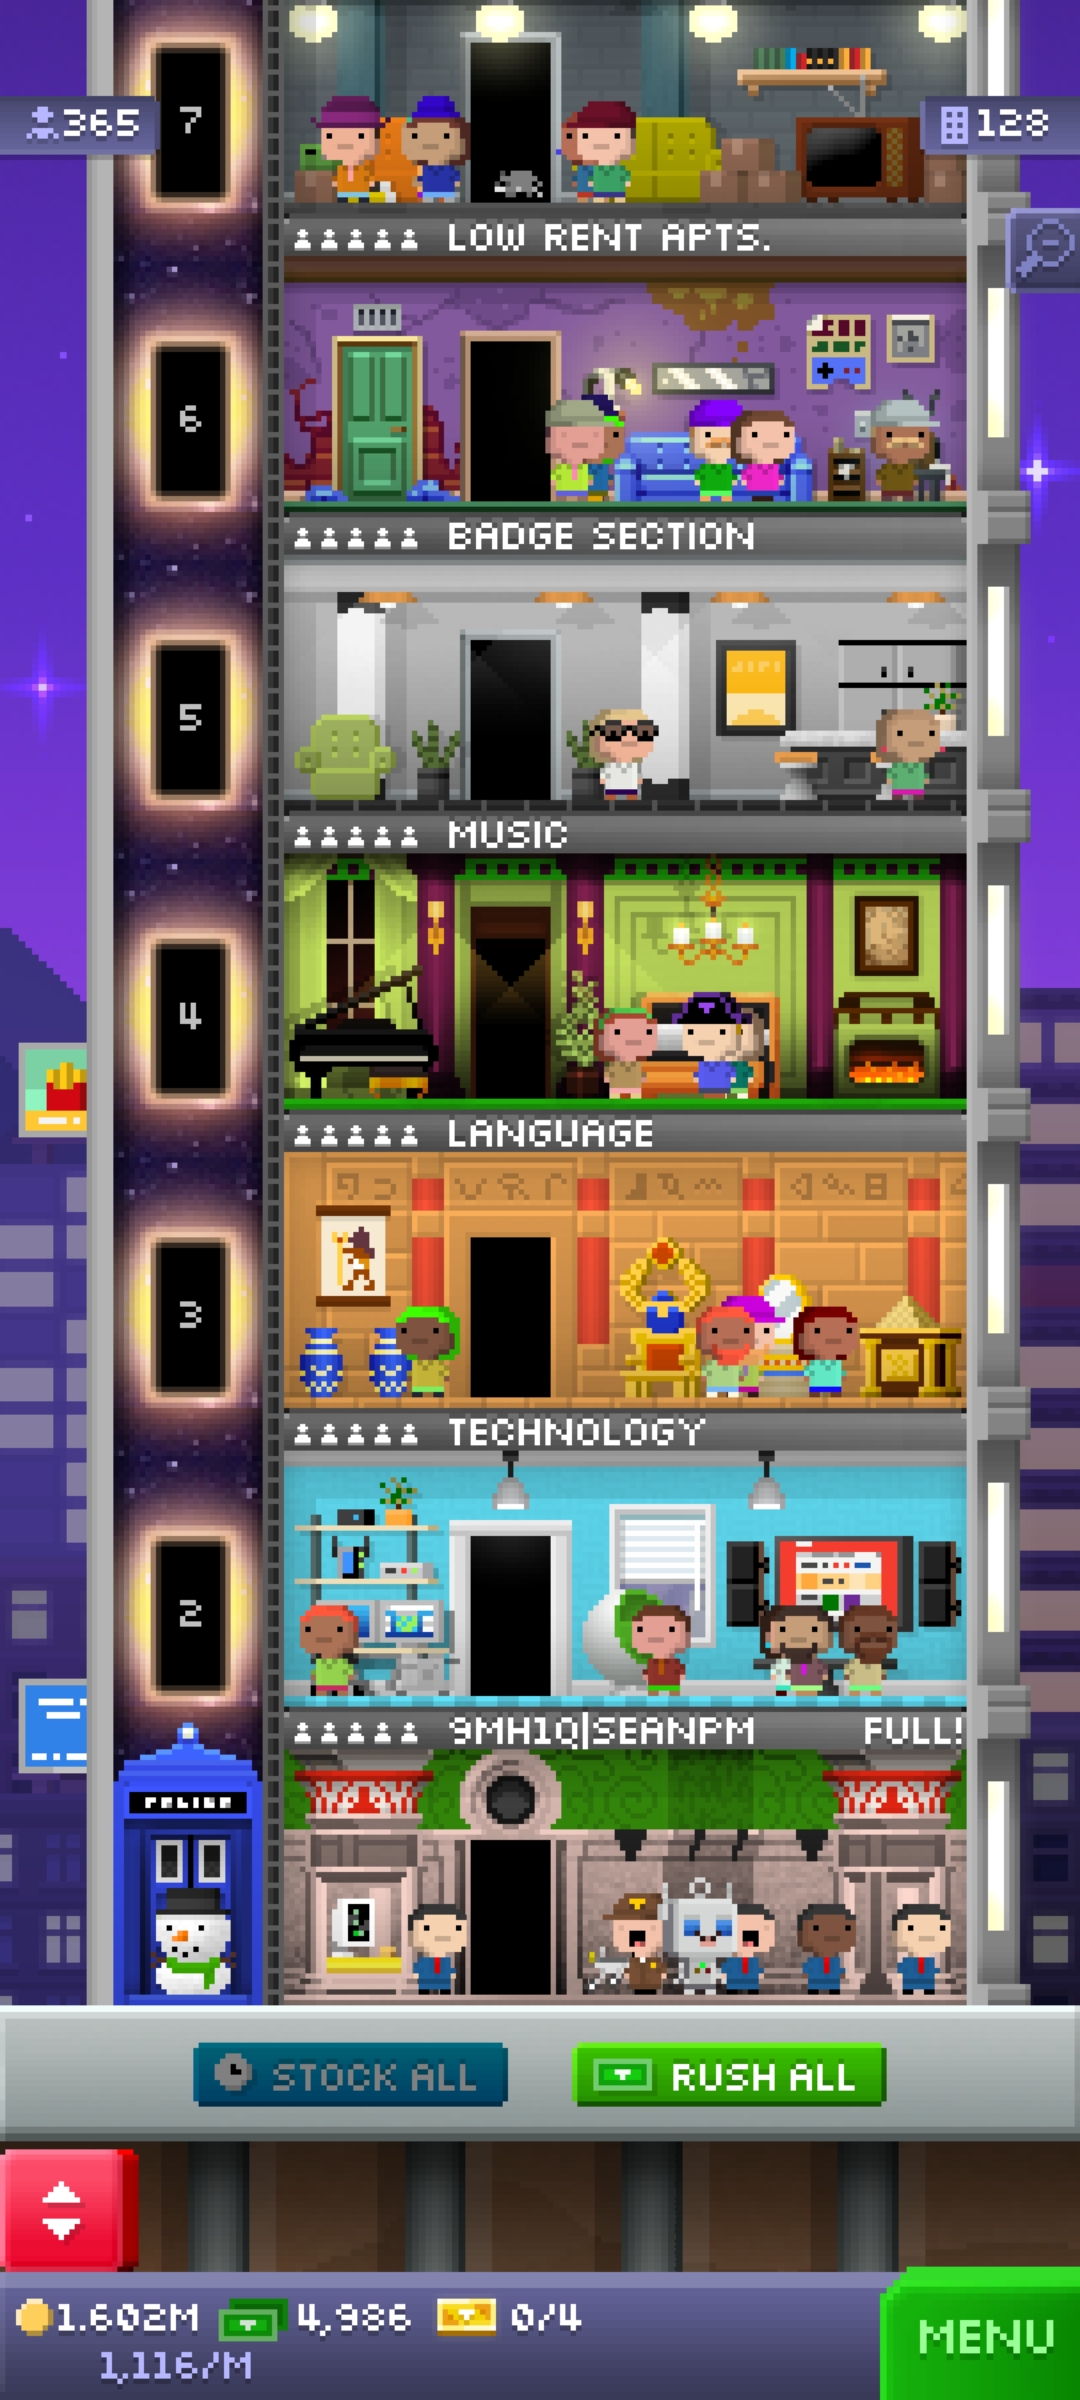 7
365
128
LOW RENT APTS.
6
BADGE SECTION
5
MUSIC
4
LANGUAGE
3
TECHNOLOGY
2
9MH1Q|SEANPM FULL!
POLICE
STOCK ALL
RUSH ALL
1.602M 4,986 0/4
1,116/M
MENU